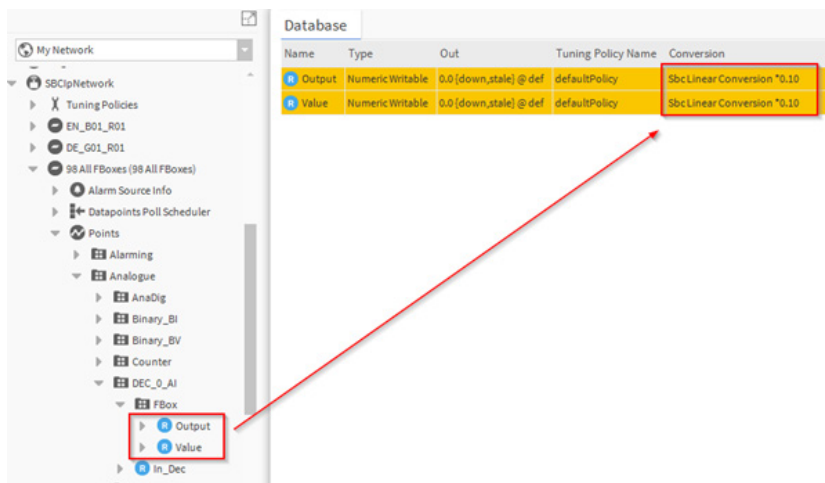 My Network
SBCIpNetwork
Tuning Policies
EN_B01_R01
DE_G01_R01
98 All FBoxes (98 All FBoxes)
Alarm Source Info
Datapoints Poll Scheduler
Points
Alarming
Analogue
AnaDig
Binary_BI
Binary_BV
Counter
DEC_0_AI
FBox
R Output
R Value
R In_Dec
Database
Name Type Out Tuning Policy Name Conversion
R Output Numeric Writable 0.0 {down,stale} @ def defaultPolicy Sbc Linear Conversion *0.10
R Value Numeric Writable 0.0 {down,stale} @ def defaultPolicy Sbc Linear Conversion *0.10